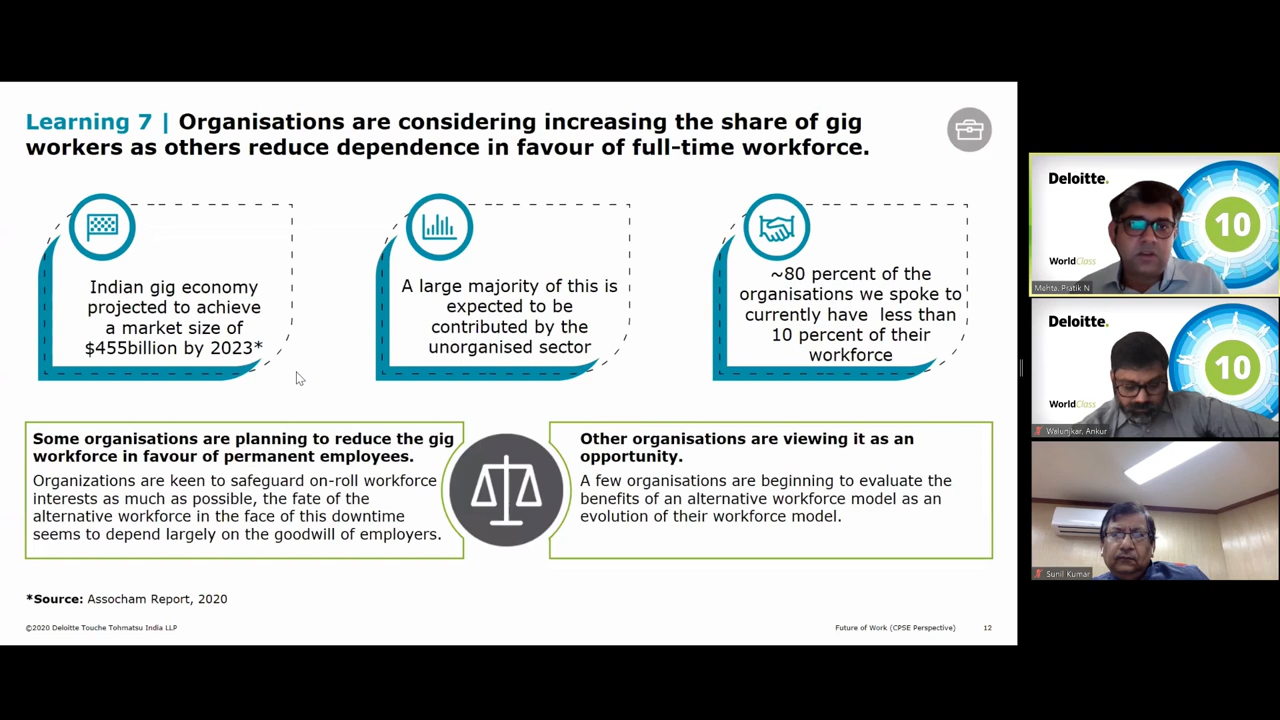 Learning 7 | Organisations are considering increasing the share of gig
workers as others reduce dependence in favour of full-time workforce.
Indian gig economy
projected to achieve
a market size of
$455billion by 2023*
A large majority of this is
expected to be
contributed by the
unorganised sector
~80 percent of the
organisations we spoke to
currently have less than
10 percent of their
workforce
Some organisations are planning to reduce the gig
workforce in favour of permanent employees.
Organizations are keen to safeguard on-roll workforce
interests as much as possible, the fate of the
alternative workforce in the face of this downtime
seems to depend largely on the goodwill of employers.
Other organisations are viewing it as an
opportunity.
A few organisations are beginning to evaluate the
benefits of an alternative workforce model as an
evolution of their workforce model.
*Source: Assocham Report, 2020
©2020 Deloitte Touche Tohmatsu India LLP
Future of Work (CPSE Perspective)
12
Deloitte.
10
WorldClass
Mehta, Pratik N
Deloitte.
10
WorldClass
Walunjkar, Ankur
Sunil Kumar